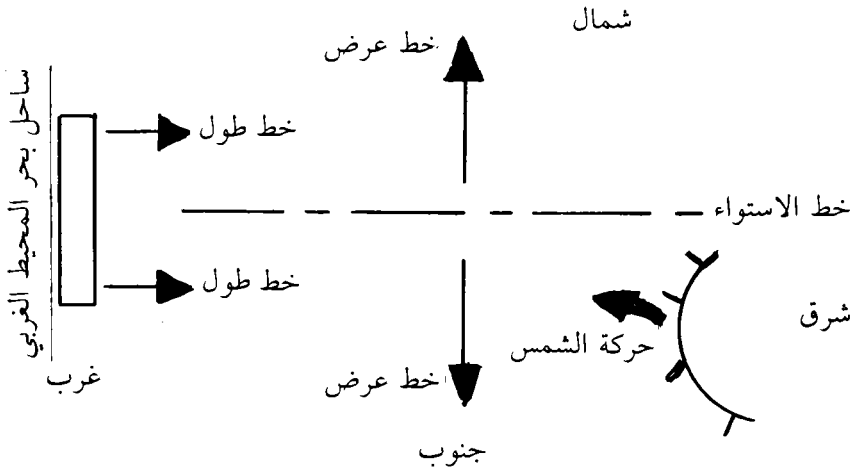 شمال
خط عرض
خط طول
خط الاستواء
خط طول
شرق
حركة الشمس
خط عرض
جنوب
غرب
ساحل بحر المحيط الغربي